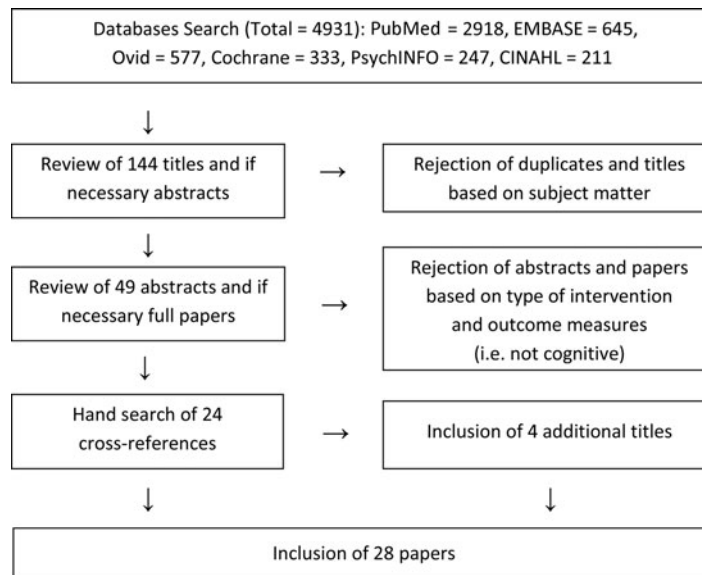 Databases Search (Total = 4931): PubMed = 2918, EMBASE = 645,
Ovid = 577, Cochrane = 333, PsychINFO = 247, CINAHL = 211
↓
Review of 144 titles and if
necessary abstracts
→
Rejection of duplicates and titles
based on subject matter
↓
Review of 49 abstracts and if
necessary full papers
→
Rejection of abstracts and papers
based on type of intervention
and outcome measures
(i.e. not cognitive)
↓
Hand search of 24
cross-references
→
Inclusion of 4 additional titles
↓ ↓
Inclusion of 28 papers